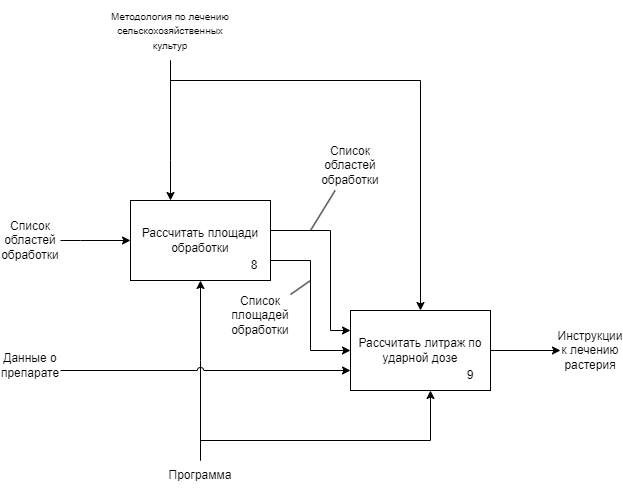 Методология по лечению
сельскохозяйственных
культур
Список
областей
обработки
Рассчитать площади
обработки
8
Список
областей
обработки
Список
площадей
обработки
Рассчитать литраж по
ударной дозе
9
Инструкции
к лечению
растерия
Данные о
препарате
Программа